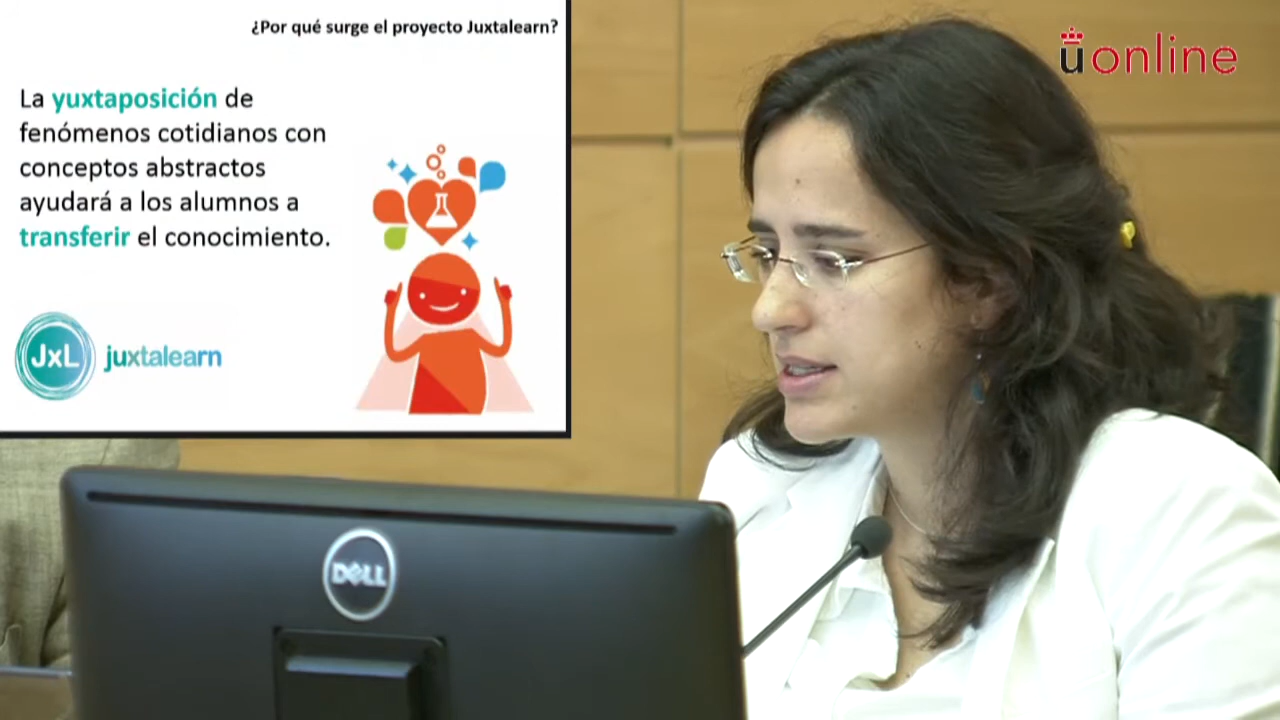 ¿Por qué surge el proyecto Juxtalearn?
üonline
La yuxtaposición de
fenómenos cotidianos con
conceptos abstractos
ayudará a los alumnos a
transferir el conocimiento.
JxL juxtalearn
DELL